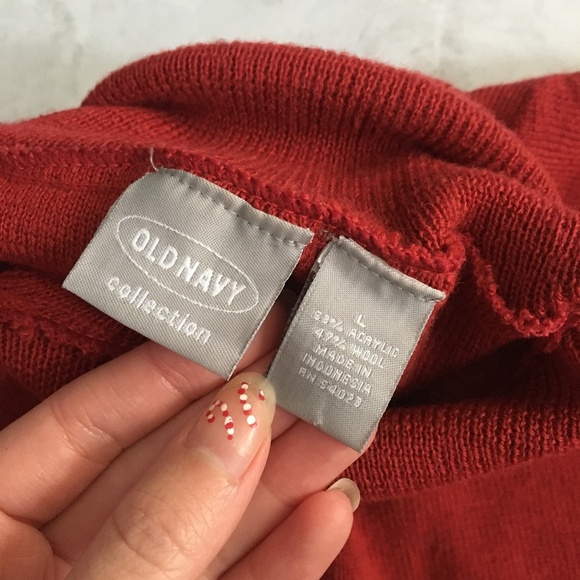 OLD NAVY
collection
L
53% ACRYLIC
47% WOOL
MADE IN
INDONESIA
RN 54023